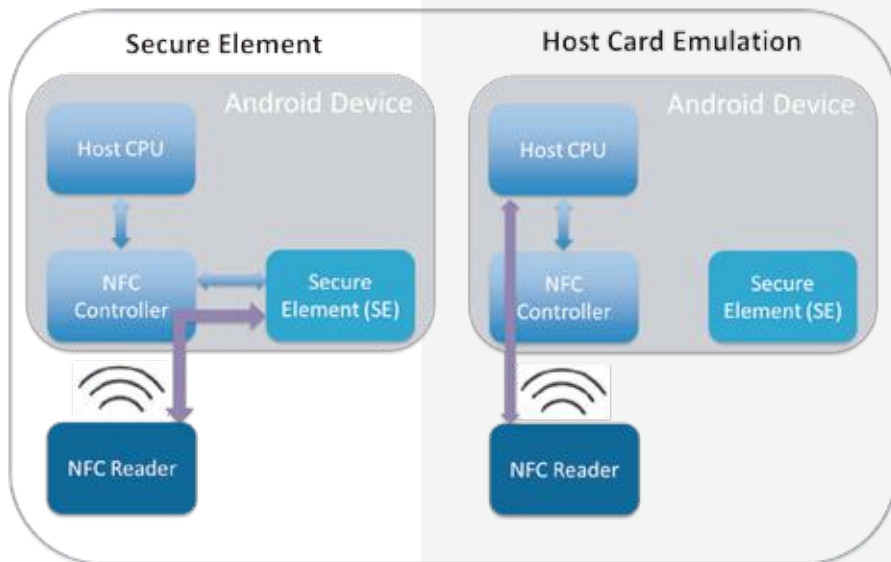 Secure Element
Android Device
Host CPU
NFC
Controller
Secure
Element (SE)
NFC Reader
Host Card Emulation
Android Device
Host CPU
NFC
Controller
Secure
Element (SE)
NFC Reader